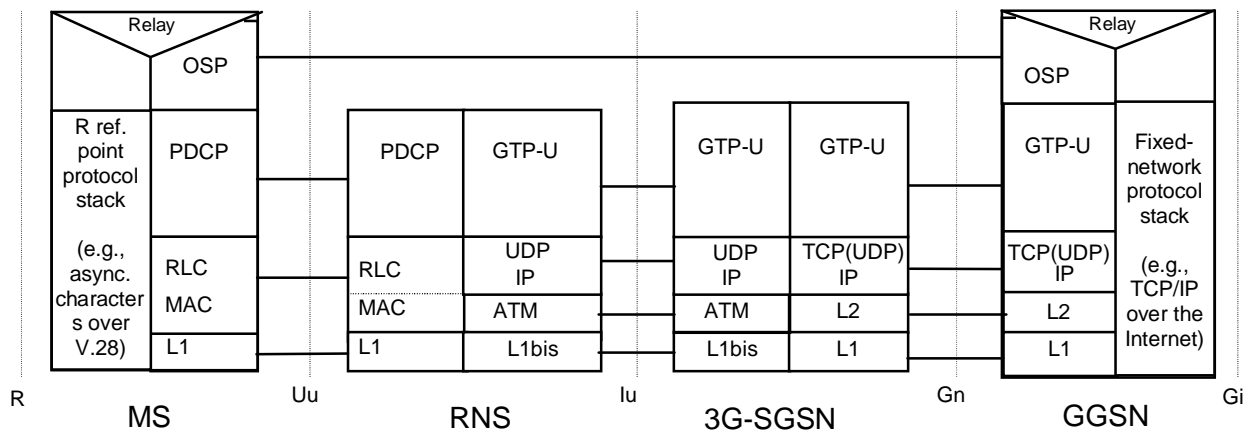 Relay
OSP
R ref.
point
protocol
stack
(e.g.,
async.
character
s over
V.28)
PDCP
RLC
MAC
L1
PDCP
RLC
MAC
L1
GTP-U
UDP
IP
ATM
L1bis
GTP-U
UDP
IP
ATM
L1bis
GTP-U
TCP(UDP)
IP
L2
L1
Relay
OSP
GTP-U
TCP(UDP)
IP
L2
L1
Fixed-
network
protocol
stack
(e.g.,
TCP/IP
over the
Internet)
R
MS
Uu
RNS
Iu
3G-SGSN
Gn
GGSN
Gi